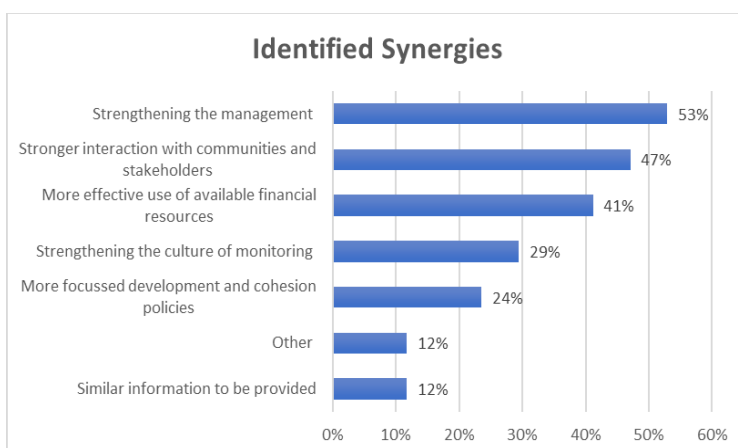 Identified Synergies
Strengthening the management
53%
Stronger interaction with communities and
stakeholders
47%
More effective use of available financial
resources
41%
Strengthening the culture of monitoring
29%
More focussed development and cohesion
policies
24%
Other
12%
Similar information to be provided
12%
0% 10% 20% 30% 40% 50% 60%